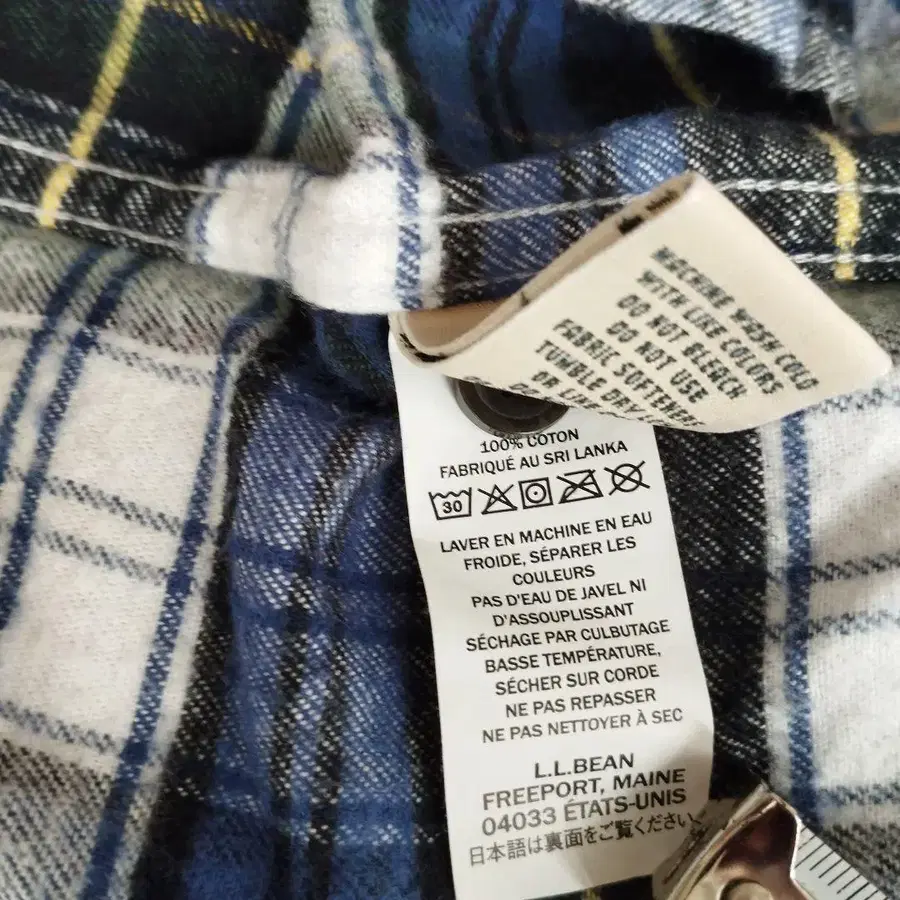 MACHINE WASH COLD
WITH LIKE COLORS
DO NOT BLEACH
DO NOT USE
FABRIC SOFTENER
TUMBLE DRY
OR
100% COTON
FABRIQUÉ AU SRI LANKA
30
LAVER EN MACHINE EN EAU
FROIDE, SÉPARER LES
COULEURS
PAS D'EAU DE JAVEL NI
D'ASSOUPLISSANT
SÉCHAGE PAR CULBUTAGE
BASSE TEMPÉRATURE,
SÉCHER SUR CORDE
NE PAS REPASSER
NE PAS NETTOYER À SEC
L.L.BEAN
FREEPORT, MAINE
04033 ÉTATS-UNIS
日本語は裏面をご覧ください